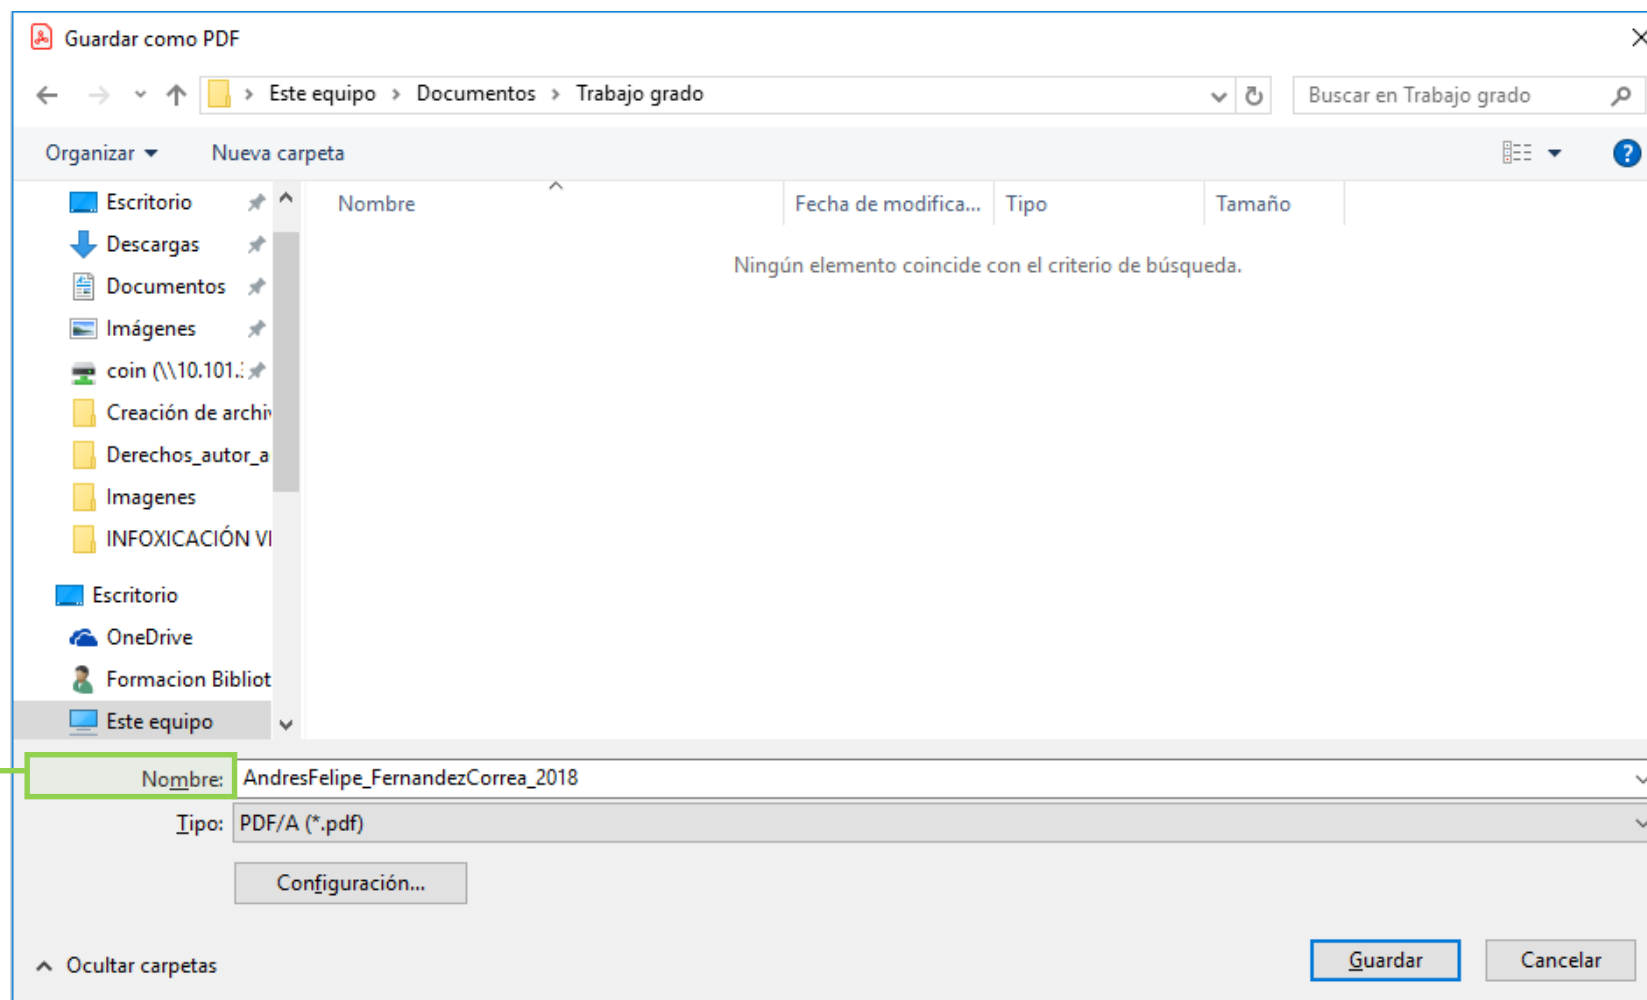 Guardar como PDF
Este equipo > Documentos > Trabajo grado
Buscar en Trabajo grado
Organizar
Nueva carpeta
?
Nombre
Fecha de modifica...
Tipo
Tamaño
Ningún elemento coincide con el criterio de búsqueda.
Escritorio
Descargas
Documentos
Imágenes
coin (\\10.101.:
Creación de archiv
Derechos_autor_a
Imagenes
INFOXICACIÓN VI
Escritorio
OneDrive
Formacion Bibliot
Este equipo
Nombre: AndresFelipe_FernandezCorrea_2018
Tipo: PDF/A (*.pdf)
Configuración...
Ocultar carpetas
Guardar
Cancelar